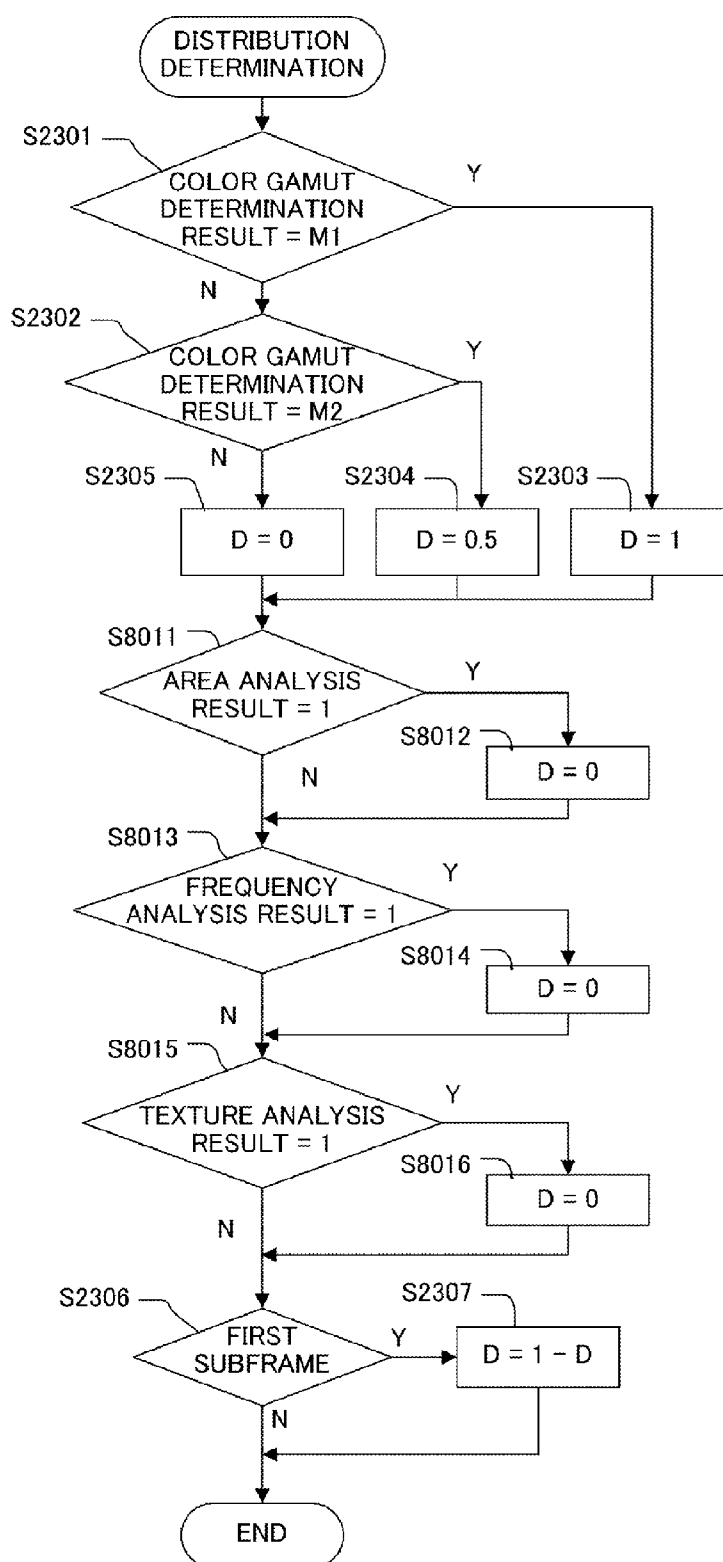 DISTRIBUTION
DETERMINATION
S2301
COLOR GAMUT
DETERMINATION
RESULT = M1
Y
N
S2302
COLOR GAMUT
DETERMINATION
RESULT = M2
Y
N
S2305
S2304
S2303
D = 0
D = 0.5
D = 1
S8011
AREA ANALYSIS
RESULT = 1
Y
N
S8012
D = 0
S8013
FREQUENCY
ANALYSIS RESULT = 1
Y
N
S8014
D = 0
S8015
TEXTURE ANALYSIS
RESULT = 1
Y
N
S8016
D = 0
S2306
FIRST
SUBFRAME
Y
N
S2307
D = 1 − D
END